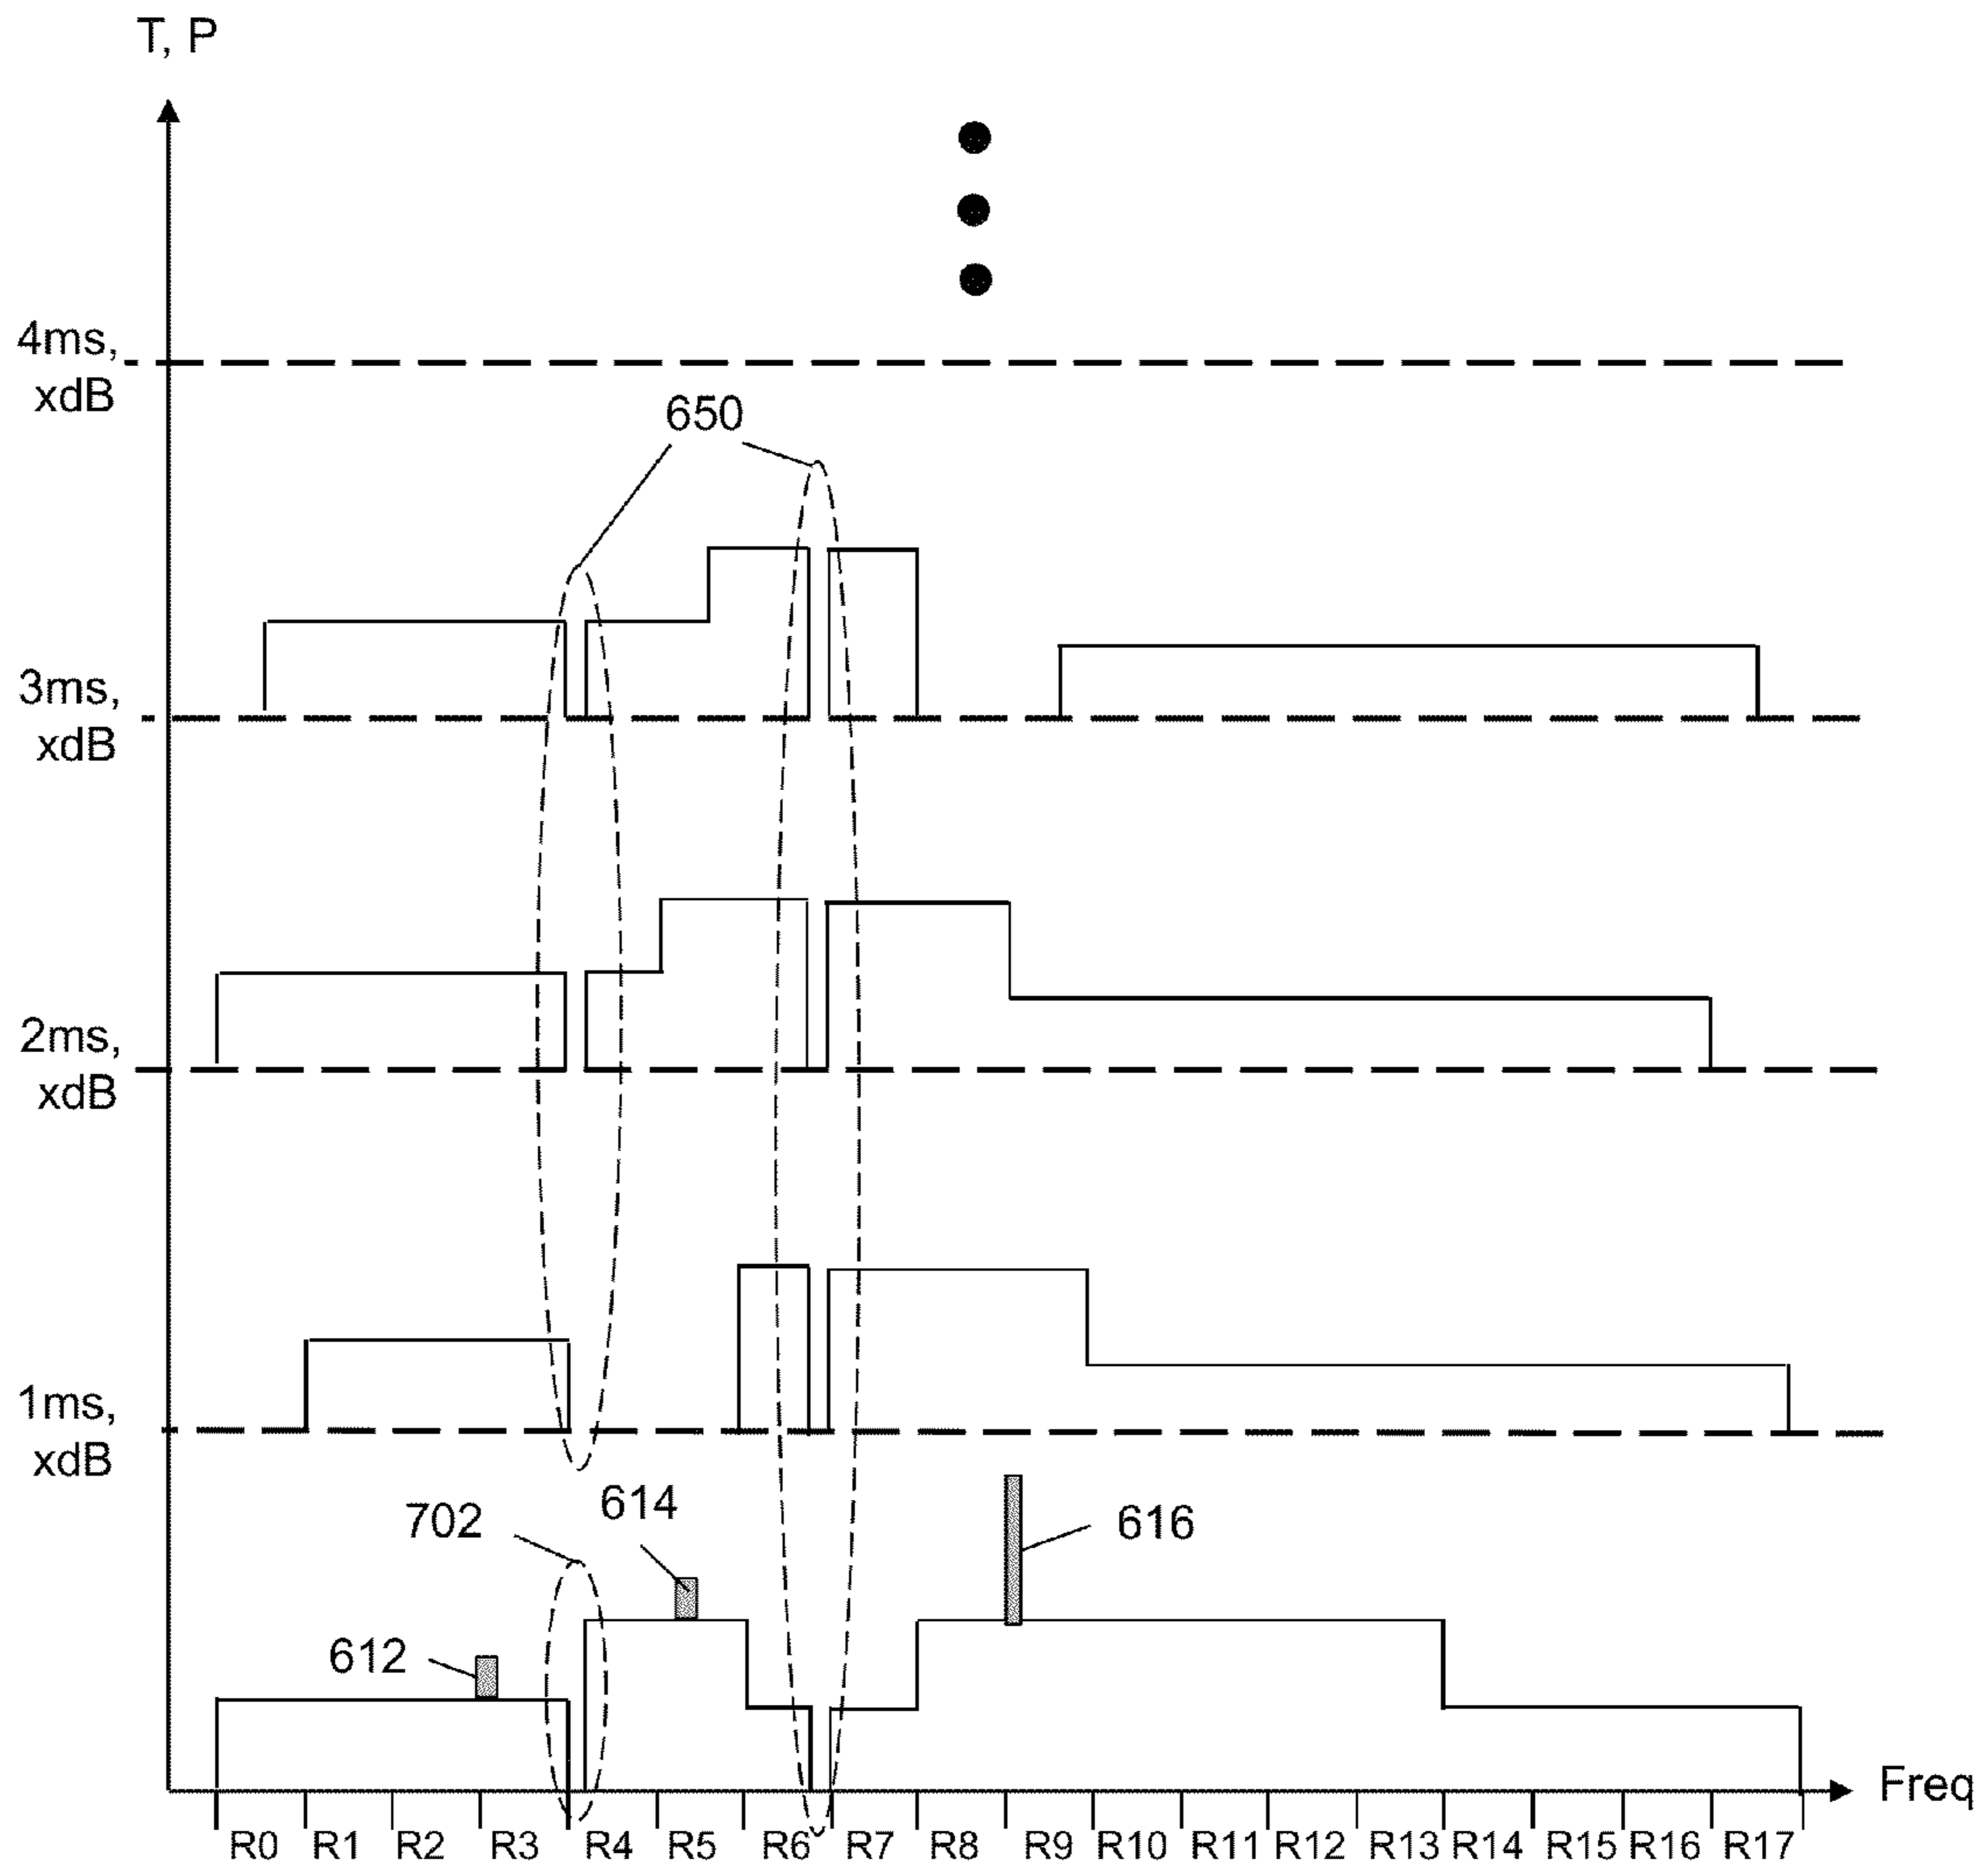 T, P
4ms,
xdB
650
3ms,
xdB
2ms,
xdB
1ms,
xdB
702
614
616
612
Freq
R0 R1 R2 R3 R4 R5 R6 R7 R8 R9 R10 R11 R12 R13 R14 R15 R16 R17